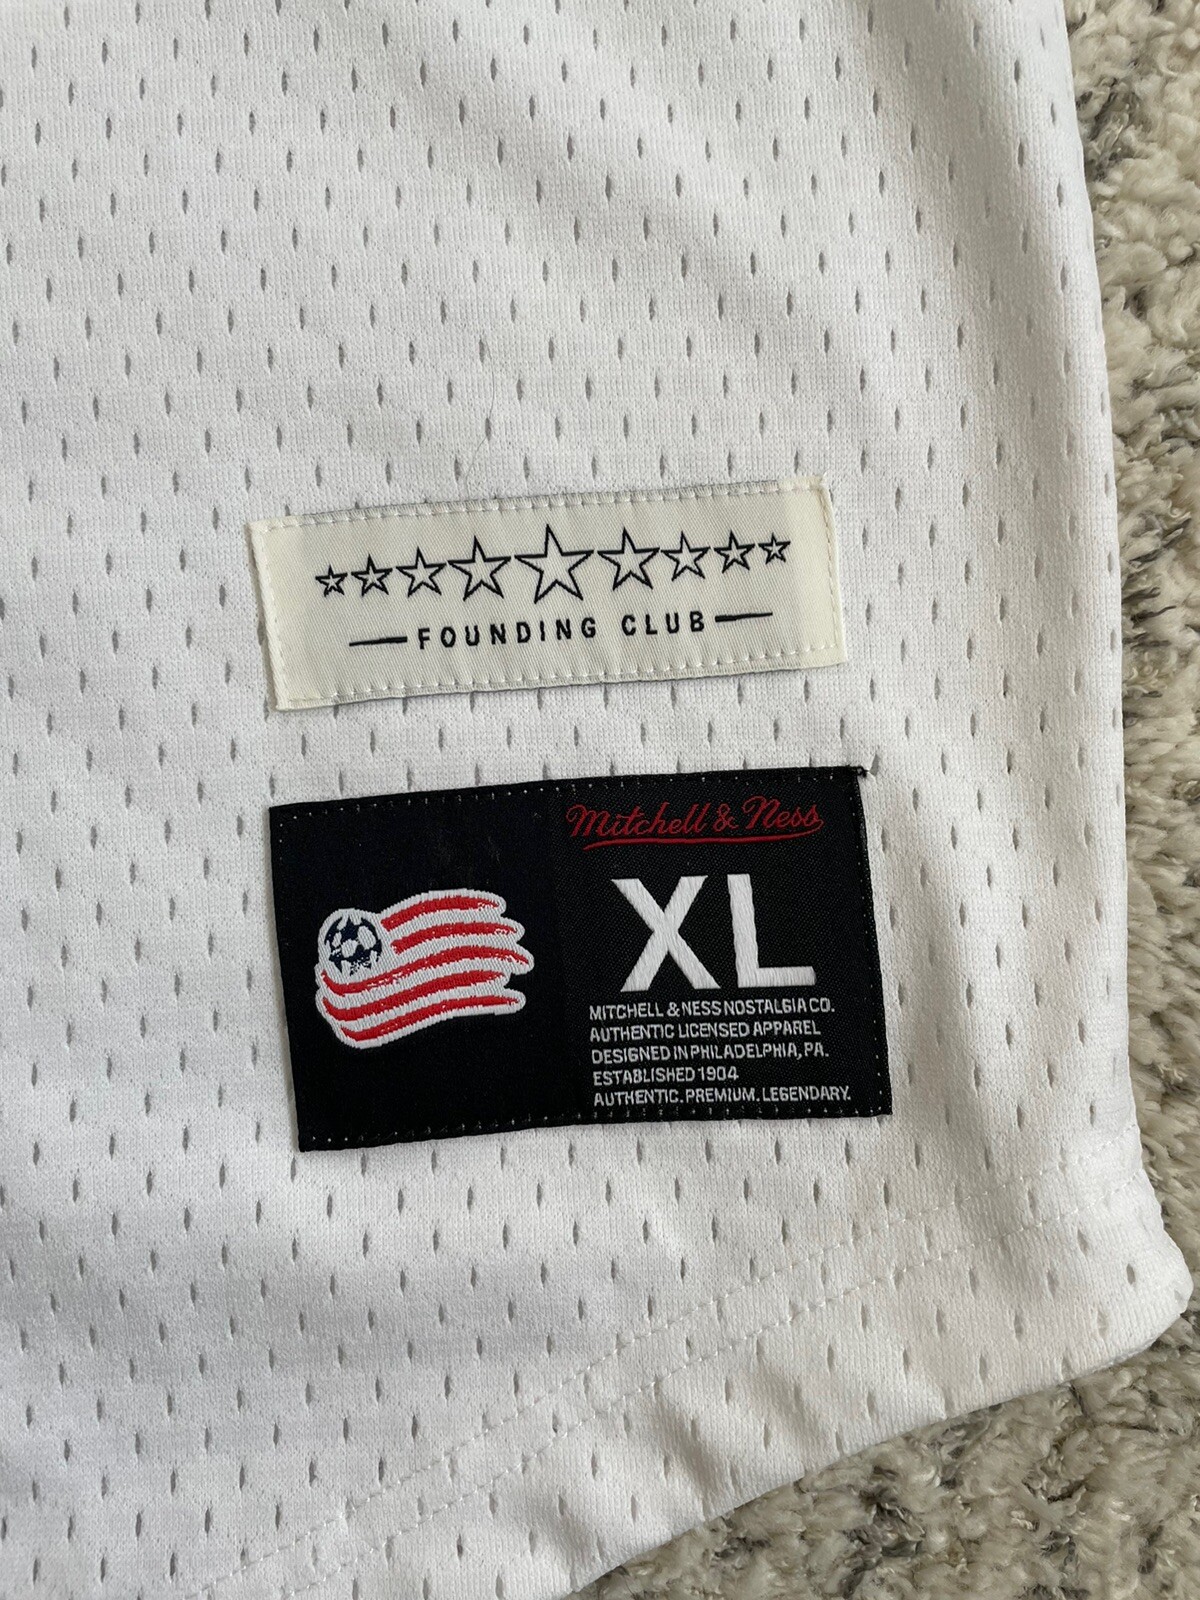 FOUNDING CLUB
Mitchell & Ness
XL
MITCHELL & NESS NOSTALGIA CO.
AUTHENTIC LICENSED APPAREL
DESIGNED IN PHILADELPHIA, PA.
ESTABLISHED 1904
AUTHENTIC. PREMIUM. LEGENDARY.